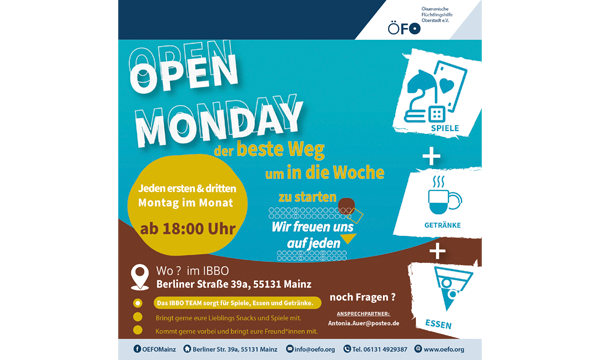 ÖFO
Ökumenische
Flüchtlingshilfe
Oberstadt e.V.
OPEN
MONDAY
der beste Weg
um in die Woche
zu starten
Jeden ersten & dritten
Montag im Monat
ab 18:00 Uhr
Wir freuen uns
auf jeden
SPIELE
+
GETRÄNKE
+
ESSEN
Wo ? im IBBO
Berliner Straße 39a, 55131 Mainz
Das IBBO TEAM sorgt für Spiele, Essen und Getränke.
Bringt gerne eure Lieblings Snacks und Spiele mit.
Kommt gerne vorbei und bringt eure Freund*innen mit.
noch Fragen ?
ANSPRECHPARTNER:
Antonia.Auer@posteo.de
OEFOMainz
Berliner Str. 39a, 55131 Mainz
info@oefo.org
Tel. 06131 4929387
www.oefo.org